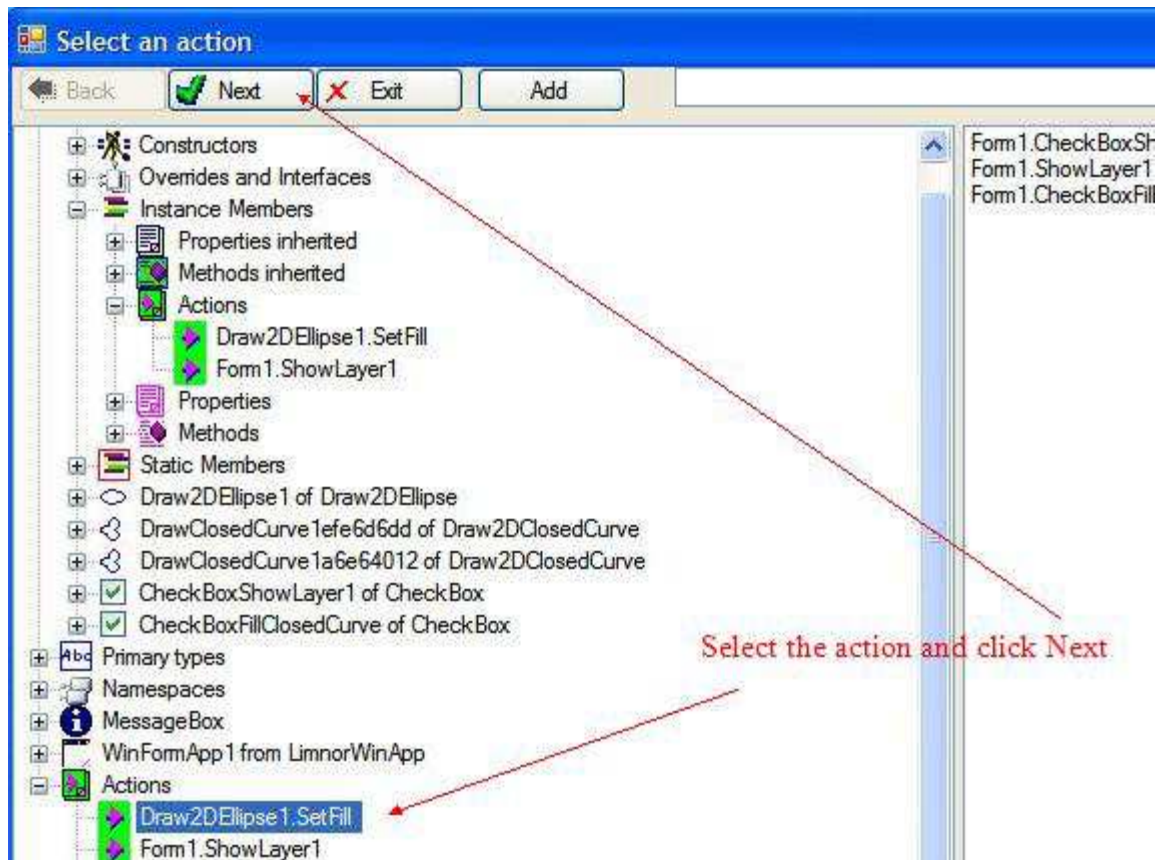 Select an action
Back Next Exit Add
Constructors
Overrides and Interfaces
Instance Members
Properties inherited
Methods inherited
Actions
Draw2DEllipse1.SetFill
Form1.ShowLayer1
Properties
Methods
Static Members
Draw2DEllipse1 of Draw2DEllipse
DrawClosedCurve1efe6d6dd of Draw2DClosedCurve
DrawClosedCurve1a6e64012 of Draw2DClosedCurve
CheckBoxShowLayer1 of CheckBox
CheckBoxFillClosedCurve of CheckBox
Abc Primary types
Namespaces
MessageBox
WinFormApp1 from LimnorWinApp
Actions
Draw2DEllipse1.SetFill
Form1.ShowLayer1
Form1.CheckBoxSh
Form1.ShowLayer1
Form1.CheckBoxFill
Select the action and click Next